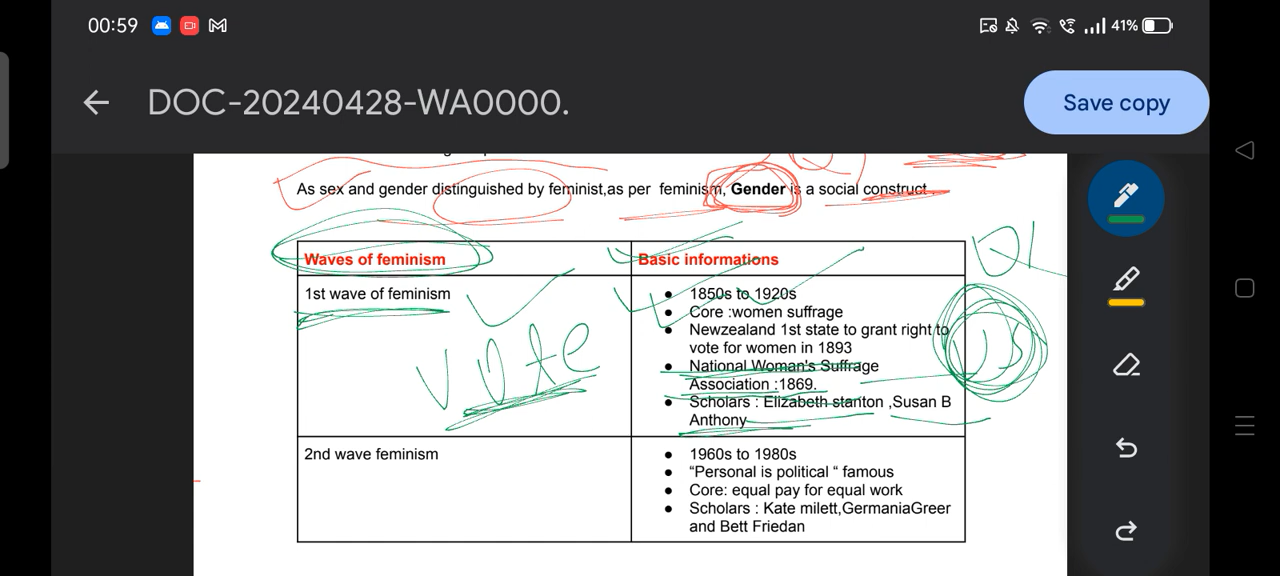 00:59
41%
DOC-20240428-WA0000.
Save copy
As sex and gender distinguished by feminist,as per feminism, Gender is a social construct
Waves of feminism
Basic informations
1st wave of feminism
1850s to 1920s
Core :women suffrage
Newzealand 1st state to grant right to
vote for women in 1893
National Woman's Suffrage
Association :1869.
Scholars : Elizabeth stanton ,Susan B
Anthony
Vote
US
2nd wave feminism
1960s to 1980s
“Personal is political “ famous
Core: equal pay for equal work
Scholars : Kate milett,GermaniaGreer
and Bett Friedan